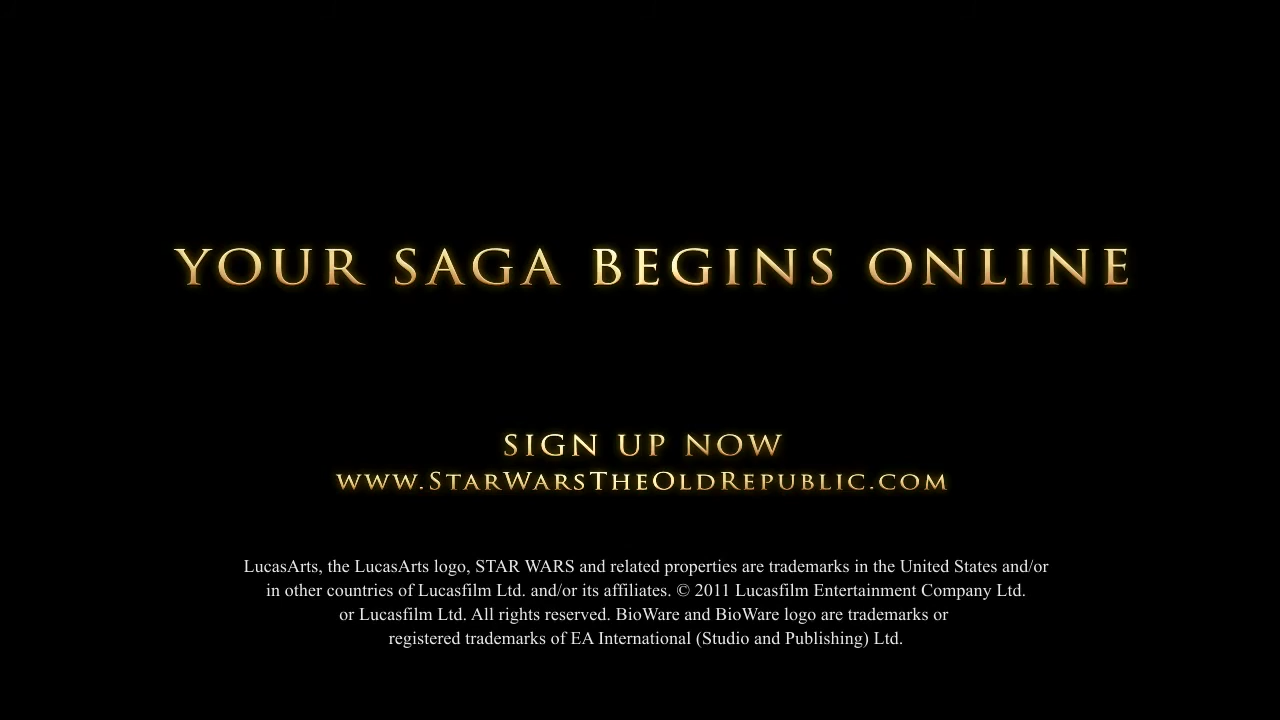 YOUR SAGA BEGINS ONLINE
SIGN UP NOW
www.StarWarsTheOldRepublic.com
LucasArts, the LucasArts logo, STAR WARS and related properties are trademarks in the United States and/or
in other countries of Lucasfilm Ltd. and/or its affiliates. © 2011 Lucasfilm Entertainment Company Ltd.
or Lucasfilm Ltd. All rights reserved. BioWare and BioWare logo are trademarks or
registered trademarks of EA International (Studio and Publishing) Ltd.